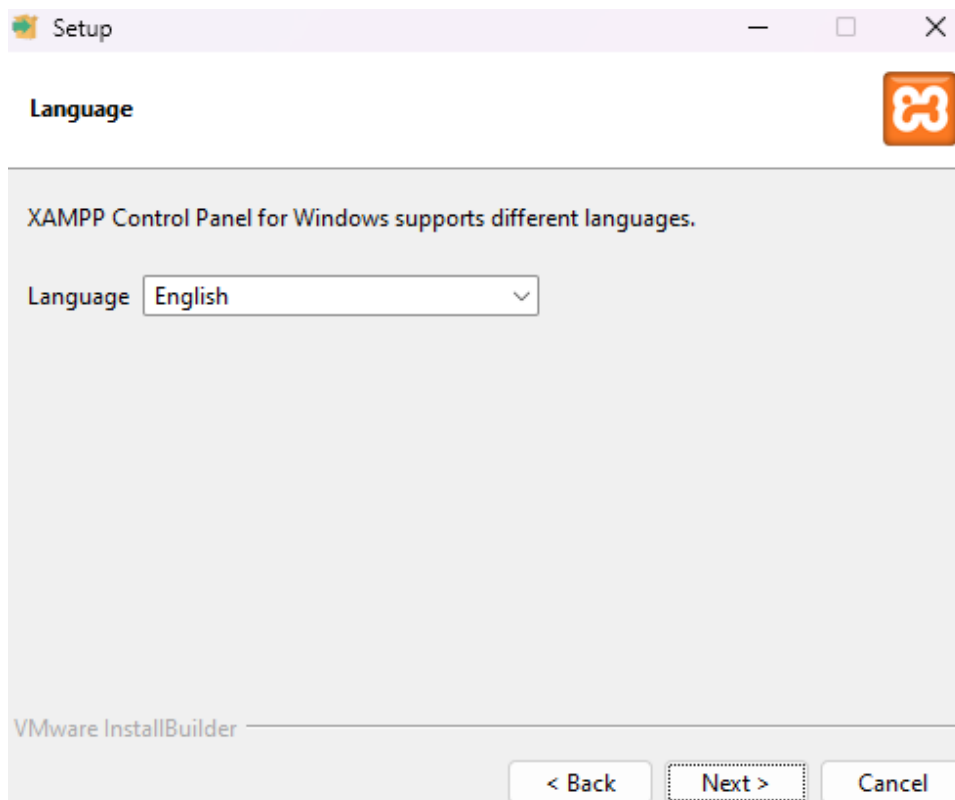 Setup
Language
XAMPP Control Panel for Windows supports different languages.
Language English
VMware InstallBuilder
< Back Next > Cancel